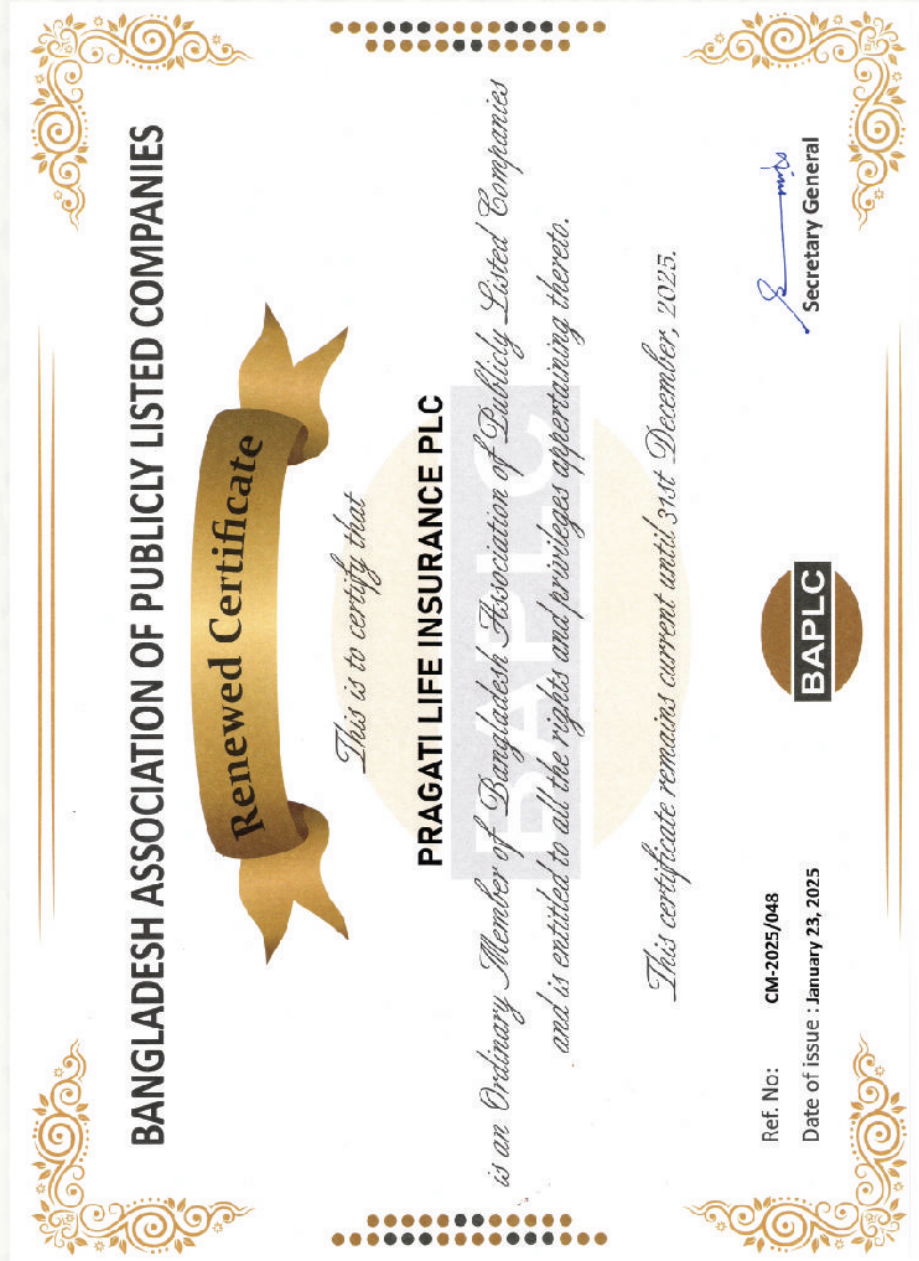 BANGLADESH ASSOCIATION OF PUBLICLY LISTED COMPANIES
Renewed Certificate
This is to certify that
PRAGATI LIFE INSURANCE PLC
is an Ordinary Member of Bangladesh Association of Publicly Listed Companies
and is entitled to all the rights and privileges appertaining thereto.
BAPLC
This certificate remains current until 31st December, 2025.
Ref. No: CM-2025/048
Date of issue : January 23, 2025
BAPLC
Secretary General